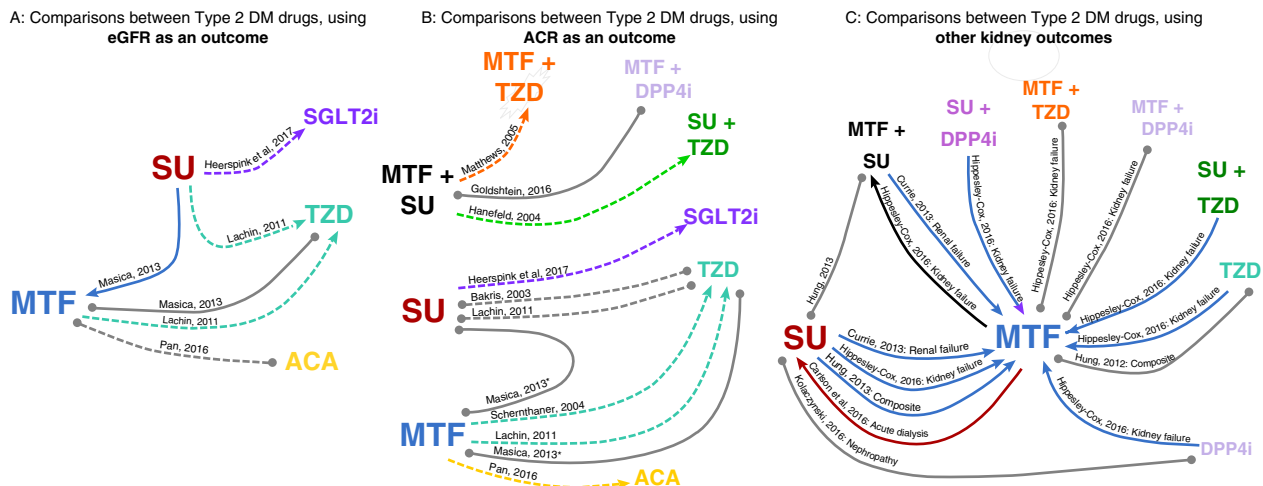 A: Comparisons between Type 2 DM drugs, using
eGFR as an outcome
SGLT2i
Heerspink et al, 2017
SU
TZD
Lachin, 2011
Masica, 2013
MTF
Masica, 2013
Lachin, 2011
Pan, 2016
ACA
B: Comparisons between Type 2 DM drugs, using
ACR as an outcome
MTF +
TZD
MTF +
DPP4i
SU +
TZD
Matthews, 2005
MTF +
SU
Goldshtein, 2016
Hanefeld, 2004
SGLT2i
Heerspink et al, 2017
TZD
Bakris, 2003
SU
Lachin, 2011
Masica, 2013*
Schernthaner, 2004
MTF
Lachin, 2011
Masica, 2013*
Pan, 2016
ACA
C: Comparisons between Type 2 DM drugs, using
other kidney outcomes
MTF +
SU
SU +
DPP4i
MTF +
TZD
MTF +
DPP4i
SU +
TZD
TZD
Hung, 2013
Currie, 2013: Renal failure
Hippesley-Cox, 2016: Kidney failure
Hippesley-Cox, 2016: Kidney failure
Hippesley-Cox, 2016: Kidney failure
Hippesley-Cox, 2016: Kidney failure
Hippesley-Cox, 2016: Kidney failure
Hippesley-Cox, 2016: Kidney failure
Hung, 2012: Composite
SU
MTF
Currie, 2013: Renal failure
Hippesley-Cox, 2016: Kidney failure
Hung, 2013: Composite
Carlson et al, 2016: Acute dialysis
Kolaczynski, 2016: Nephropathy
Hippesley-Cox, 2016: Kidney failure
DPP4i